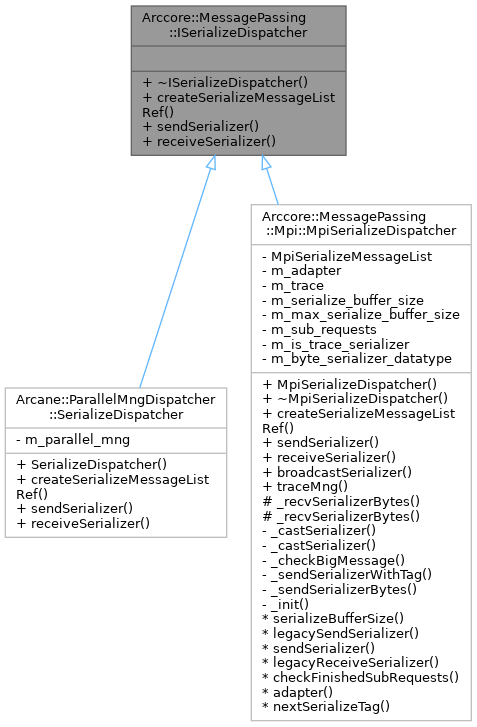 Arccore::MessagePassing
::ISerializeDispatcher
+ ~ISerializeDispatcher()
+ createSerializeMessageList
Ref()
+ sendSerializer()
+ receiveSerializer()
Arccore::MessagePassing
::Mpi::MpiSerializeDispatcher
- MpiSerializeMessageList
- m_adapter
- m_trace
- m_serialize_buffer_size
- m_max_serialize_buffer_size
- m_sub_requests
- m_is_trace_serializer
- m_byte_serializer_datatype
+ MpiSerializeDispatcher()
+ ~MpiSerializeDispatcher()
+ createSerializeMessageList
Ref()
+ sendSerializer()
+ receiveSerializer()
+ broadcastSerializer()
+ traceMng()
# _recvSerializerBytes()
# _recvSerializerBytes()
- _castSerializer()
- _castSerializer()
- _checkBigMessage()
- _sendSerializerWithTag()
- _sendSerializerBytes()
- _init()
* serializeBufferSize()
* legacySendSerializer()
* sendSerializer()
* legacyReceiveSerializer()
* checkFinishedSubRequests()
* adapter()
* nextSerializeTag()
Arcane::ParallelMngDispatcher
::SerializeDispatcher
- m_parallel_mng
+ SerializeDispatcher()
+ createSerializeMessageList
Ref()
+ sendSerializer()
+ receiveSerializer()